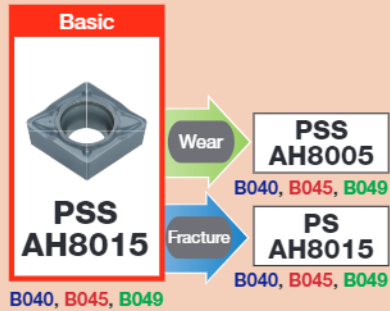 Basic
PSS
AH8015
B040, B045, B049
Wear
PSS
AH8005
B040, B045, B049
Fracture
PS
AH8015
B040, B045, B049